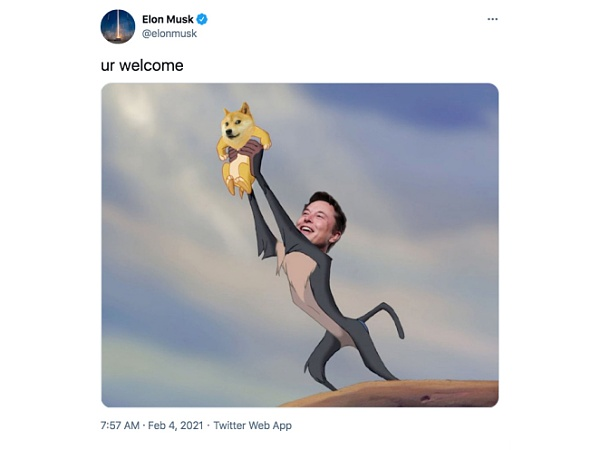 Elon Musk
@elonmusk
ur welcome
7:57 AM · Feb 4, 2021 · Twitter Web App